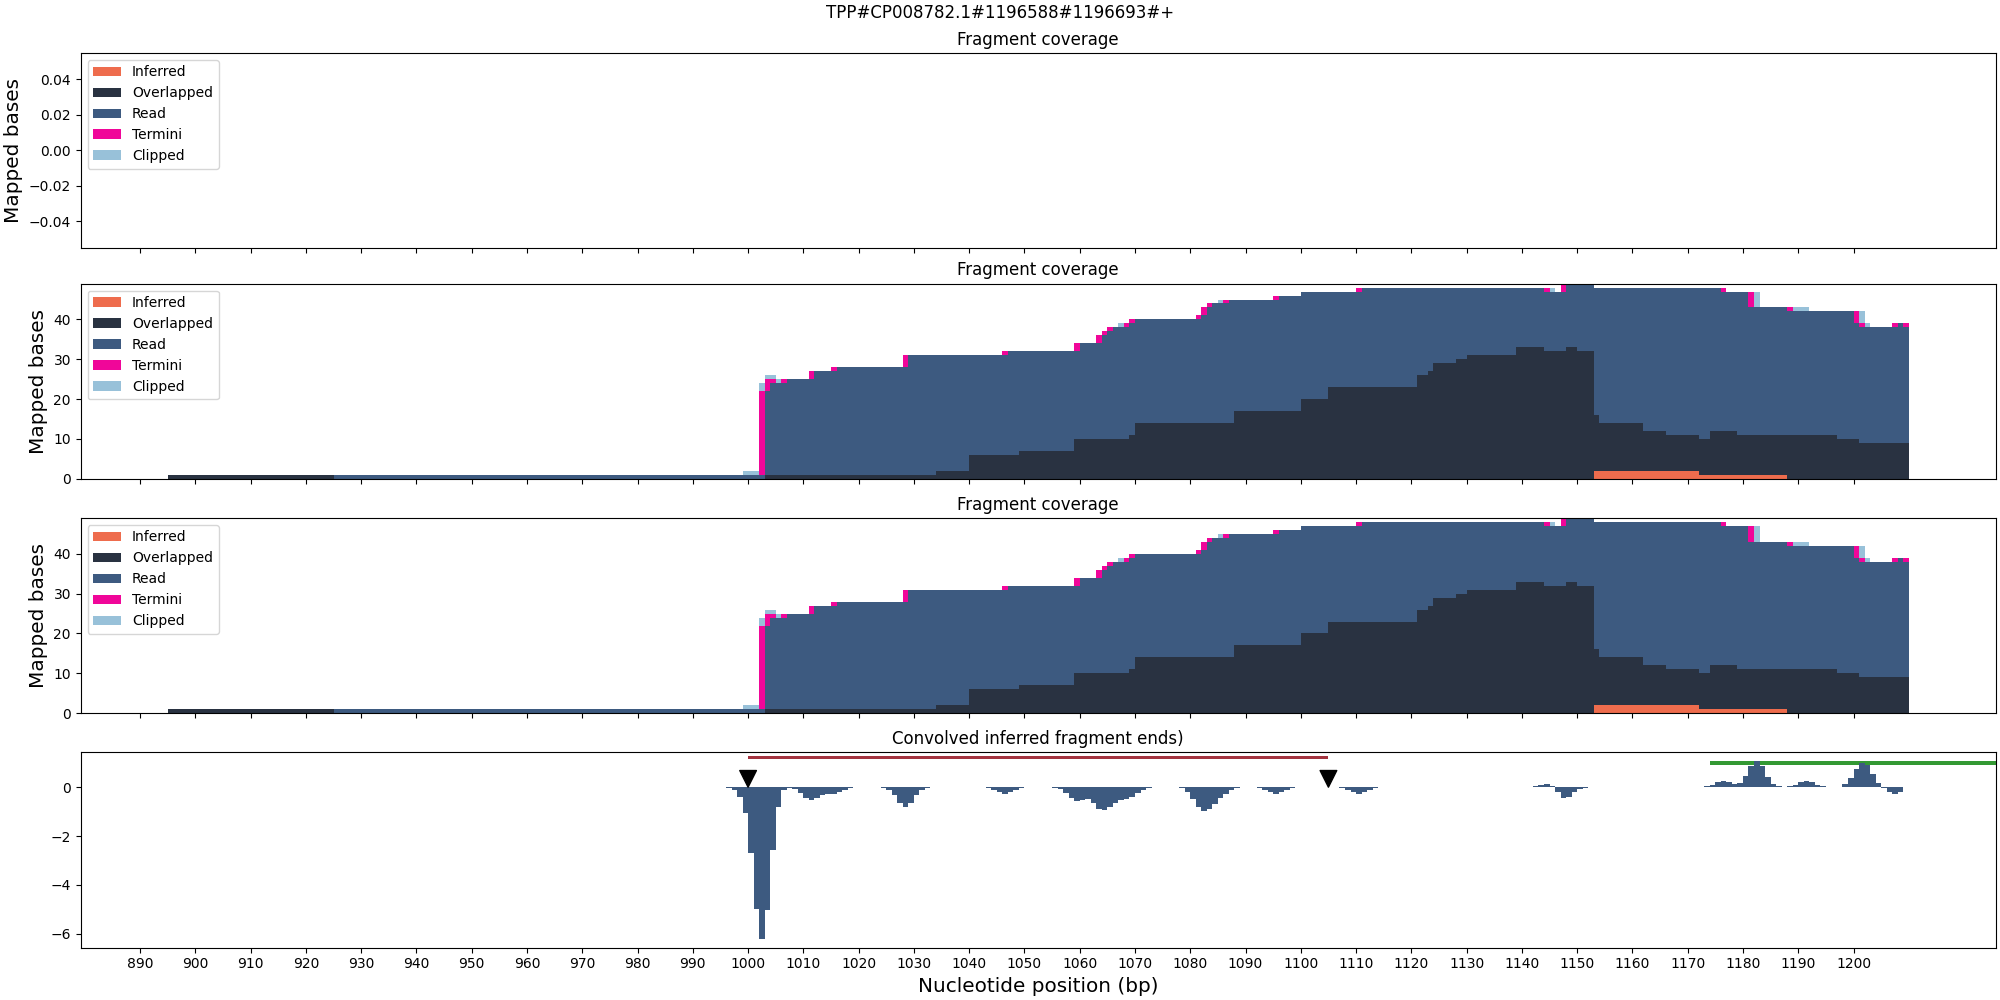 TPP#CP008782.1#1196588#1196693#+
Fragment coverage
Mapped bases
0.04
0.02
0.00
−0.02
−0.04
Inferred
Overlapped
Read
Termini
Clipped
Fragment coverage
Mapped bases
40
30
20
10
0
Inferred
Overlapped
Read
Termini
Clipped
Fragment coverage
Mapped bases
40
30
20
10
0
Inferred
Overlapped
Read
Termini
Clipped
Convolved inferred fragment ends)
0
−2
−4
−6
890 900 910 920 930 940 950 960 970 980 990 1000 1010 1020 1030 1040 1050 1060 1070 1080 1090 1100 1110 1120 1130 1140 1150 1160 1170 1180 1190 1200
Nucleotide position (bp)